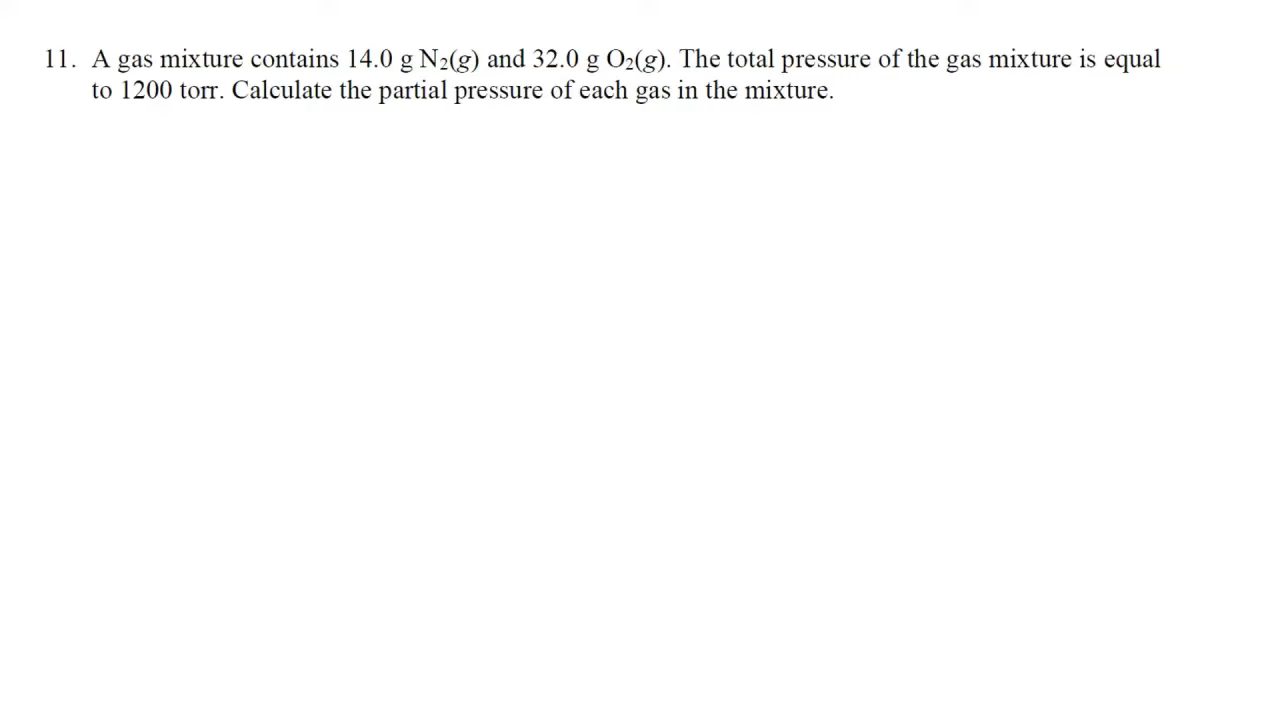 11. A gas mixture contains 14.0 g N₂(g) and 32.0 g O₂(g). The total pressure of the gas mixture is equal
to 1200 torr. Calculate the partial pressure of each gas in the mixture.